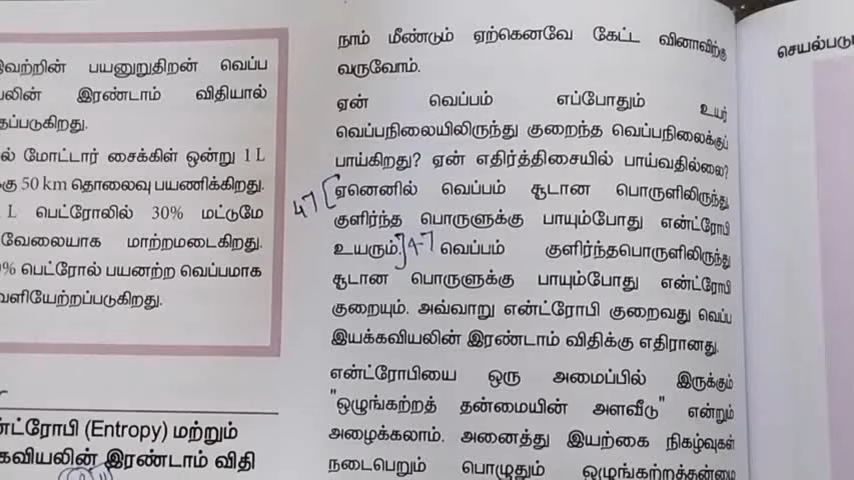 வற்றின் பயனுறுதிறன் வெப்ப
லின் இரண்டாம் விதியால்
ப்படுகிறது.
ல் மோட்டார் சைக்கிள் ஒன்று 1 L
கு 50 km தொலைவு பயணிக்கிறது.
L பெட்ரோலில் 30% மட்டுமே
வேலையாக மாற்றமடைகிறது.
% பெட்ரோல் பயனற்ற வெப்பமாக
வளியேற்றப்படுகிறது.
ன்ட்ரோபி (Entropy) மற்றும்
கவியலின் இரண்டாம் விதி
நாம் மீண்டும் ஏற்கெனவே கேட்ட வினாவிற்கு
வருவோம்.
ஏன் வெப்பம் எப்போதும் உயர்
வெப்பநிலையிலிருந்து குறைந்த வெப்பநிலைக்குப்
பாய்கிறது? ஏன் எதிர்த்திசையில் பாய்வதில்லை?
47 [ஏனெனில் வெப்பம் சூடான பொருளிலிருந்து
குளிர்ந்த பொருளுக்கு பாயும்போது என்ட்ரோபி
உயரும்.] 47 வெப்பம் குளிர்ந்தபொருளிலிருந்து
சூடான பொருளுக்கு பாயும்போது என்ட்ரோபி
குறையும். அவ்வாறு என்ட்ரோபி குறைவது வெப்ப
இயக்கவியலின் இரண்டாம் விதிக்கு எதிரானது.
என்ட்ரோபியை ஒரு அமைப்பில் இருக்கும்
"ஒழுங்கற்றத் தன்மையின் அளவீடு" என்றும்
அழைக்கலாம். அனைத்து இயற்கை நிகழ்வுகள்
நடைபெறும் பொழுதும் ஒழுங்கற்றத்தன்மை
செயல்படு